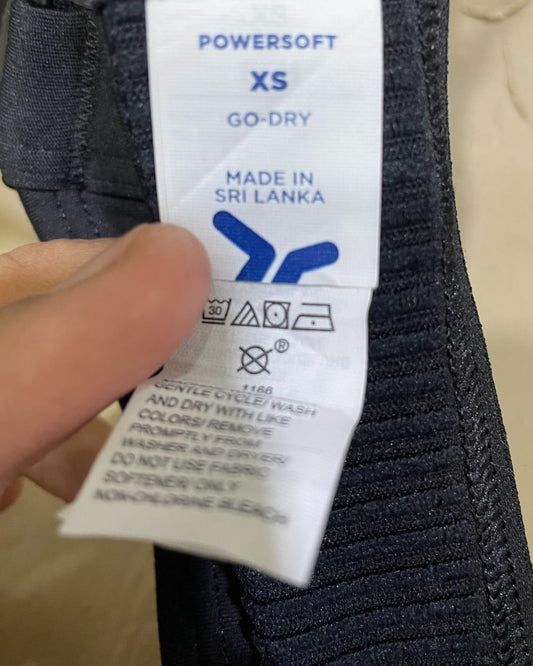 POWERSOFT
XS
GO-DRY
MADE IN
SRI LANKA
30
®
1166
GENTLE CYCLE/ WASH
AND DRY WITH LIKE
COLORS/ REMOVE
PROMPTLY FROM
WASHER AND DRYER/
DO NOT USE FABRIC
SOFTENER/ ONLY
NON-CHLORINE BLEACH